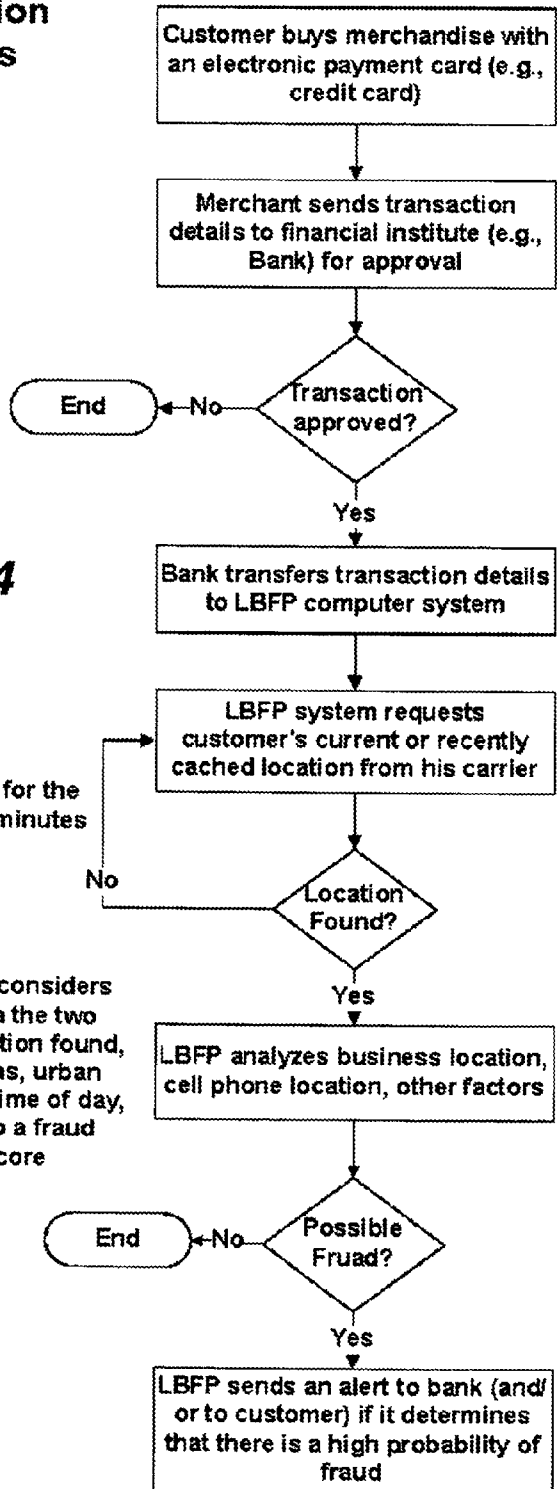 ion
s
Customer buys merchandise with
an electronic payment card (e.g.,
credit card)
Merchant sends transaction
details to financial institute (e.g.,
Bank) for approval
Transaction
approved?
No
End
Yes
4
Bank transfers transaction details
to LBFP computer system
LBFP system requests
customer's current or recently
cached location from his carrier
for the
minutes
No
Location
Found?
Yes
considers
the two
tion found,
as, urban
ime of day,
o a fraud
core
LBFP analyzes business location,
cell phone location, other factors
Possible
Fruad?
No
End
Yes
LBFP sends an alert to bank (and/
or to customer) if it determines
that there is a high probability of
fraud